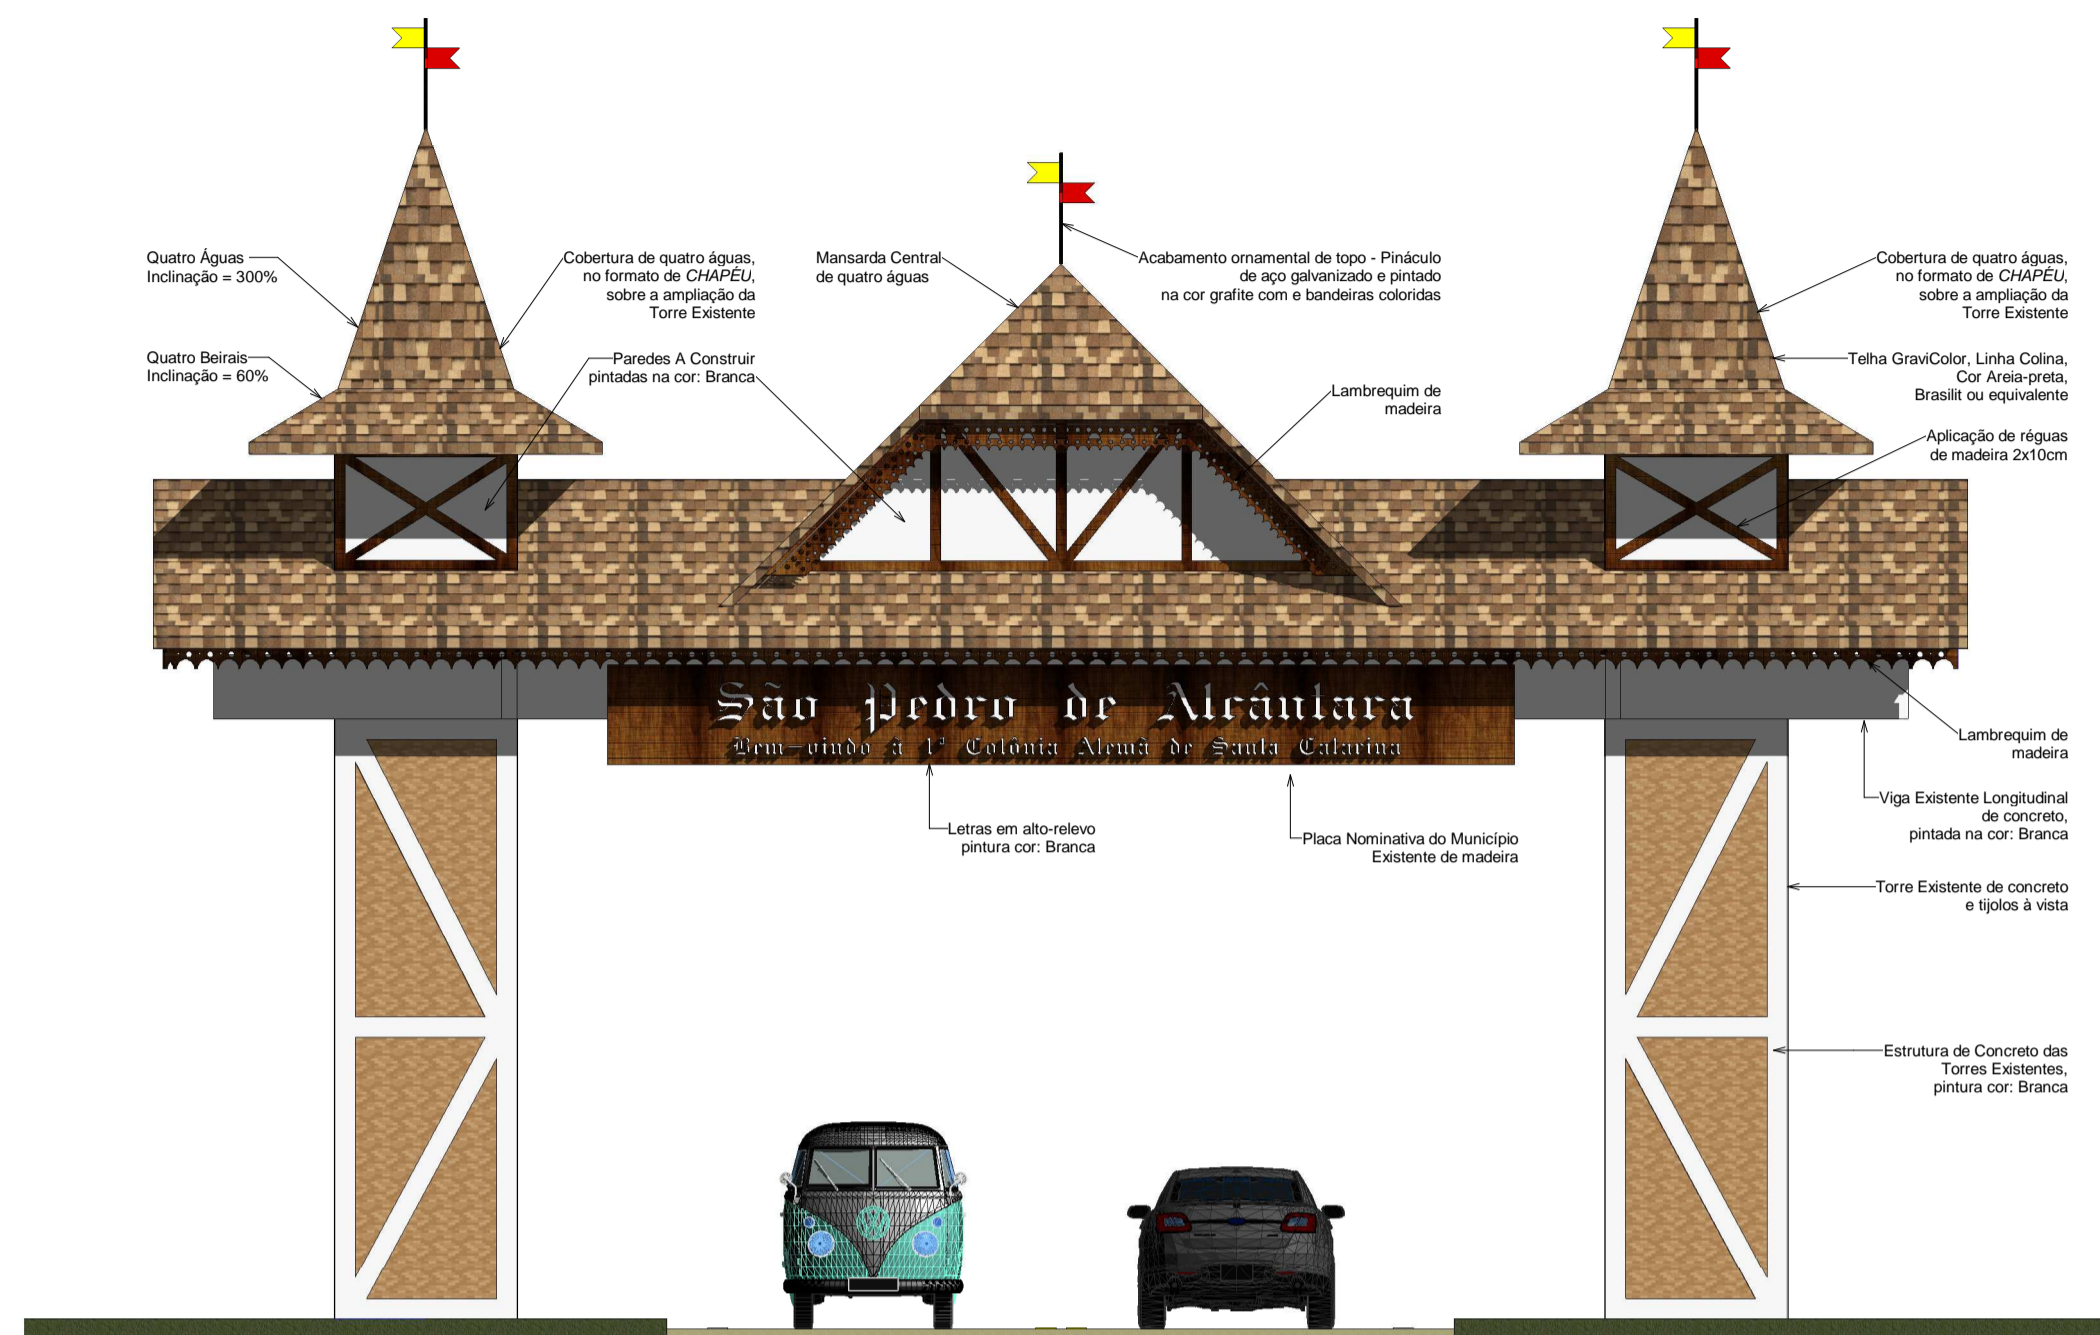 Quatro Águas
Inclinação = 300%
Quatro Beirais
Inclinação = 60%
Cobertura de quatro águas,
no formato de CHAPÉU,
sobre a ampliação da
Torre Existente
Paredes A Construir
pintadas na cor: Branca
Mansarda Central
de quatro águas
Acabamento ornamental de topo - Pináculo
de aço galvanizado e pintado
na cor grafite com e bandeiras coloridas
Lambrequim de
madeira
Cobertura de quatro águas,
no formato de CHAPÉU,
sobre a ampliação da
Torre Existente
Telha GraviColor, Linha Colina,
Cor Areia-preta,
Brasilit ou equivalente
Aplicação de réguas
de madeira 2x10cm
São Pedro de Alcântara
Bem-vindo à 1ª Colônia Alemã de Santa Catarina
Letras em alto-relevo
pintura cor: Branca
Placa Nominativa do Município
Existente de madeira
Lambrequim de
madeira
Viga Existente Longitudinal
de concreto,
pintada na cor: Branca
Torre Existente de concreto
e tijolos à vista
Estrutura de Concreto das
Torres Existentes,
pintura cor: Branca